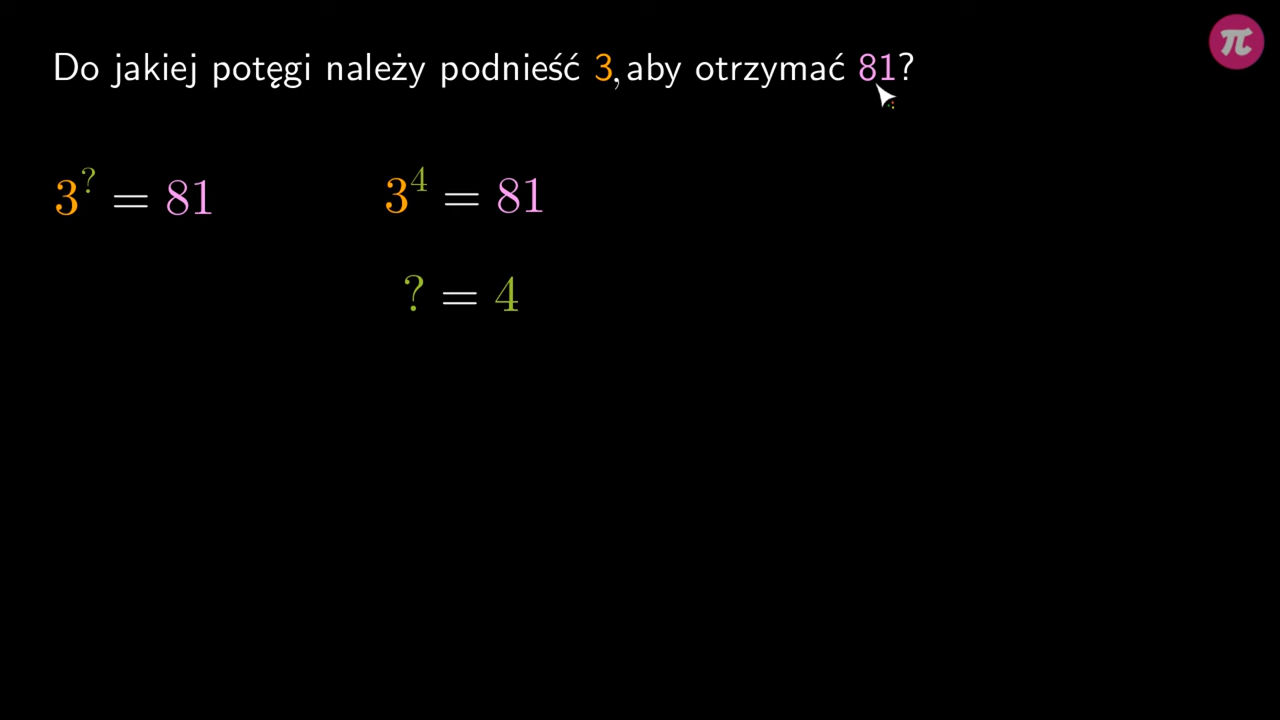 Do jakiej potęgi należy podnieść 3, aby otrzymać 81?
3^? = 81
3^4 = 81
? = 4
π